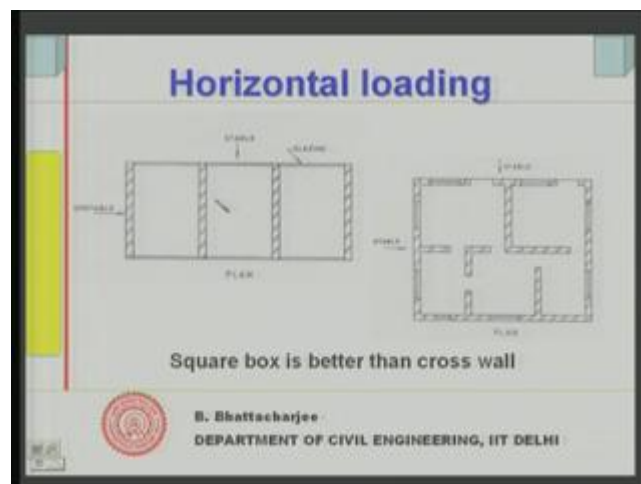 Horizontal loading
STABLE
GLAZING
UNSTABLE
PLAN
STABLE
STABLE
PLAN
Square box is better than cross wall
B. Bhattacharjee
DEPARTMENT OF CIVIL ENGINEERING, IIT DELHI